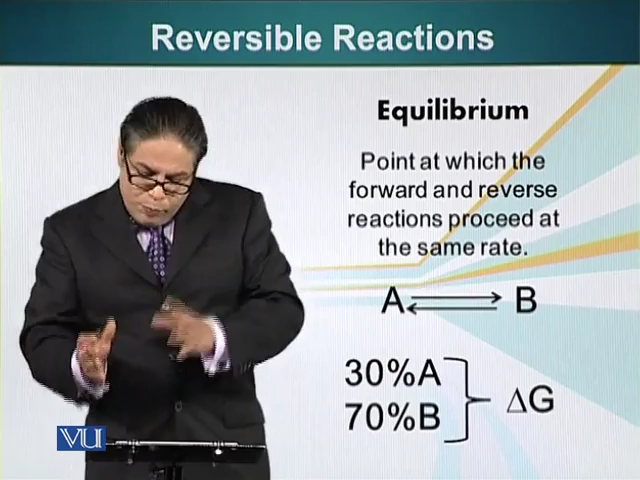 Reversible Reactions
Equilibrium
Point at which the
forward and reverse
reactions proceed at
the same rate.
A ⇌ B
30%A
70%B
ΔG
VU